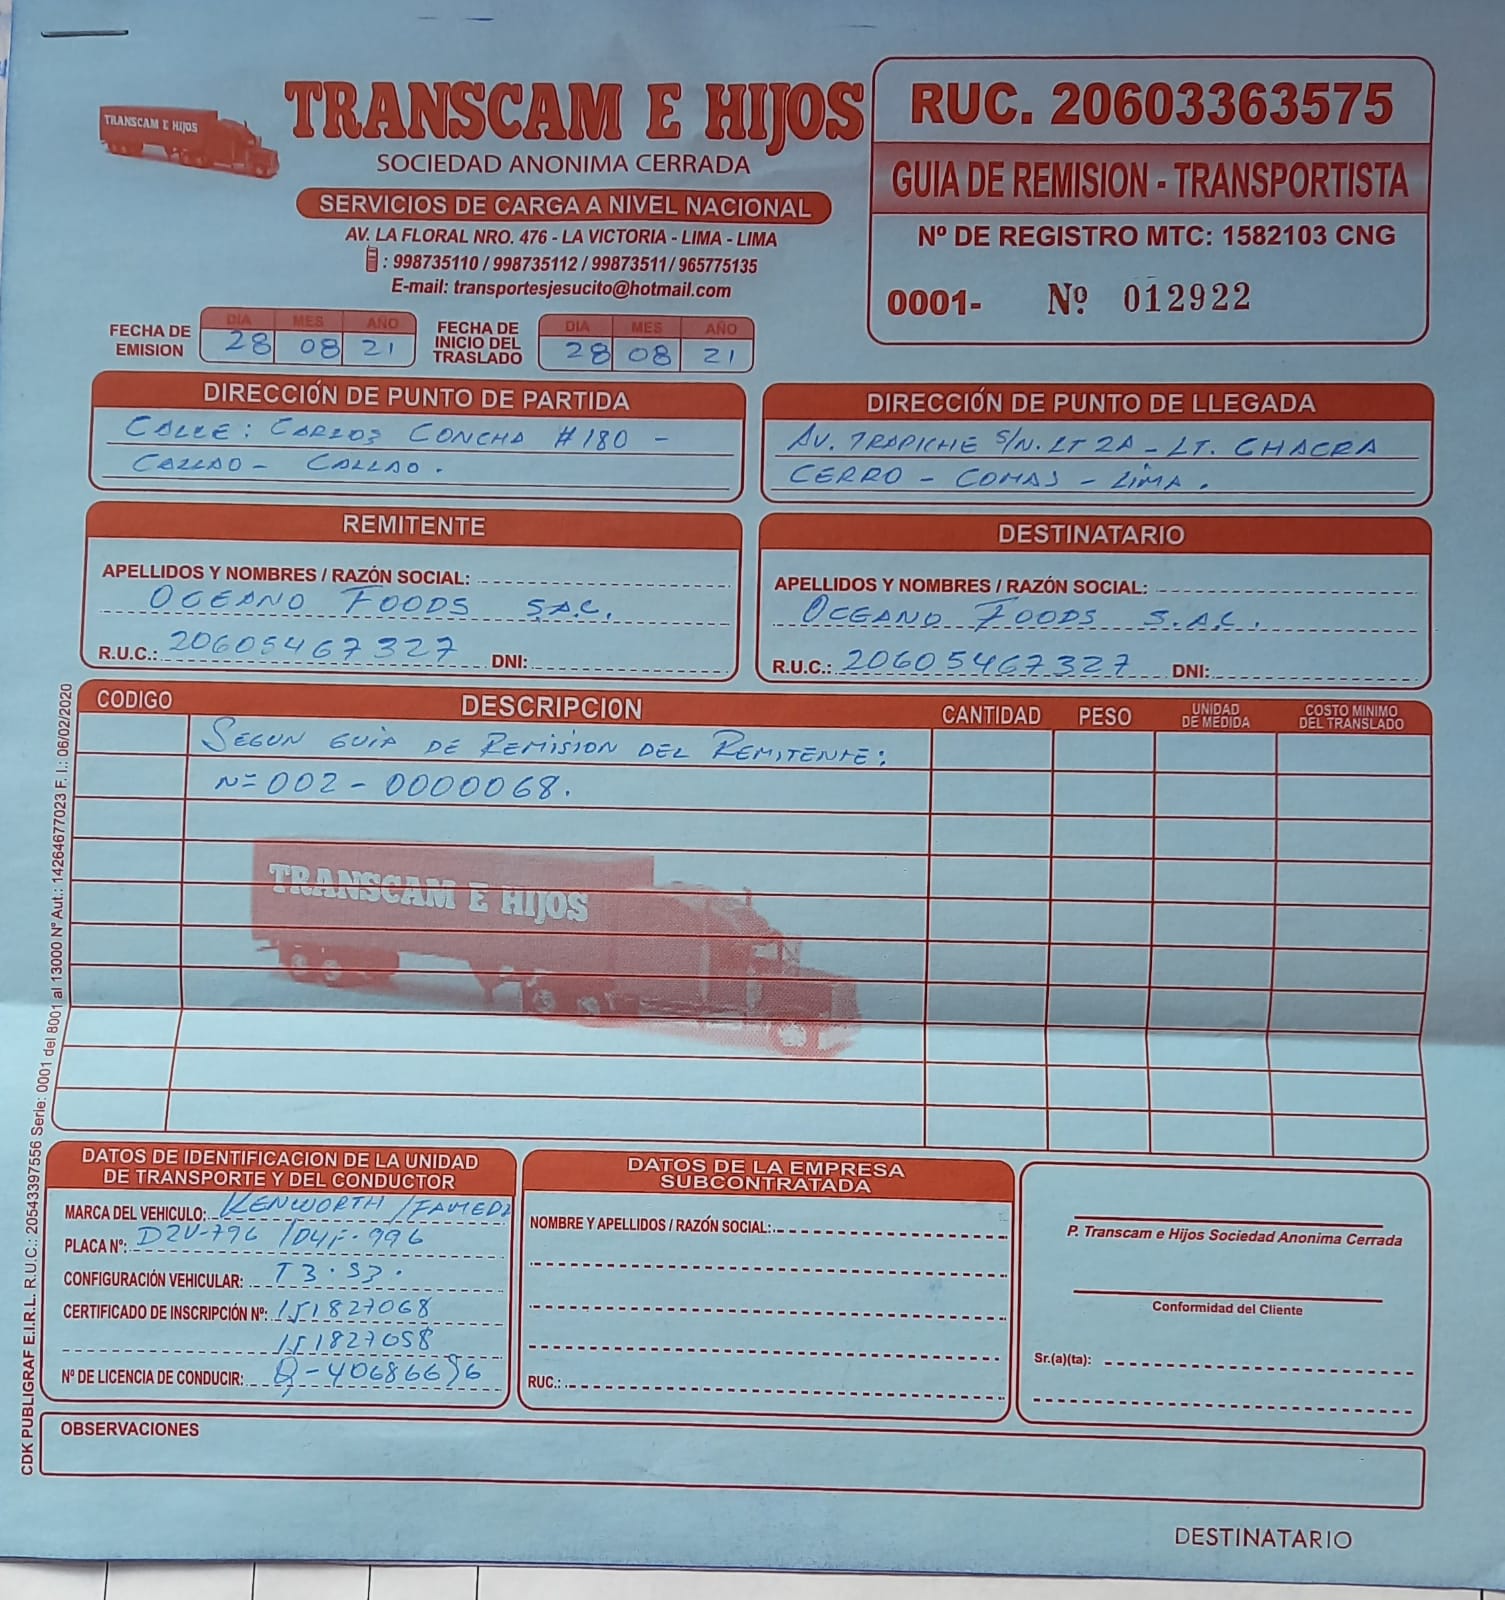 TRANSCAM E HIJOS
TRANSCAM E HIJOS
SOCIEDAD ANONIMA CERRADA
SERVICIOS DE CARGA A NIVEL NACIONAL
AV. LA FLORAL NRO. 476 - LA VICTORIA - LIMA - LIMA
: 998735110 / 998735112 / 99873511/ 965775135
E-mail: transportesjesucito@hotmail.com
RUC. 20603363575
GUIA DE REMISION - TRANSPORTISTA
Nº DE REGISTRO MTC: 1582103 CNG
0001- Nº 012922
FECHA DE EMISION
DIA MES AÑO
28 08 21
FECHA DE INICIO DEL TRASLADO
DIA MES AÑO
28 08 21
DIRECCIÓN DE PUNTO DE PARTIDA
CALLE: CARLOS CONCHA #180 -
CALLAO - CALLAO.
DIRECCIÓN DE PUNTO DE LLEGADA
AV. TRAPICHE S/N. LT 2A - LT. CHACRA
CERRO - COMAS - LIMA.
REMITENTE
APELLIDOS Y NOMBRES / RAZÓN SOCIAL:
OCEANO FOODS S.A.C.
R.U.C.: 20605467327 DNI:
DESTINATARIO
APELLIDOS Y NOMBRES / RAZÓN SOCIAL:
OCEANO FOODS S.A.C.
R.U.C.: 20605467327 DNI:
CODIGO DESCRIPCION CANTIDAD PESO UNIDAD DE MEDIDA COSTO MINIMO DEL TRANSLADO
SEGUN GUIA DE REMISION DEL REMITENTE:
Nº 002 - 0000068.
TRANSCAM E HIJOS
DATOS DE IDENTIFICACION DE LA UNIDAD
DE TRANSPORTE Y DEL CONDUCTOR
MARCA DEL VEHICULO: KENWORTH /FAMEDI
PLACA Nº: D2U-796 /D4F-996
CONFIGURACIÓN VEHICULAR: T3.S3.
CERTIFICADO DE INSCRIPCIÓN Nº: 151827068
151827058
Nº DE LICENCIA DE CONDUCIR: Q-40686696
DATOS DE LA EMPRESA
SUBCONTRATADA
NOMBRE Y APELLIDOS / RAZÓN SOCIAL:
RUC.:
P. Transcam e Hijos Sociedad Anonima Cerrada
Conformidad del Cliente
Sr.(a)(ta):
OBSERVACIONES
DESTINATARIO
CDK PUBLIGRAF E.I.R.L. R.U.C.: 20543397556 Serie: 0001 del 8001 al 13000 Nº Aut.: 14264677023 F. I.: 06/02/2020